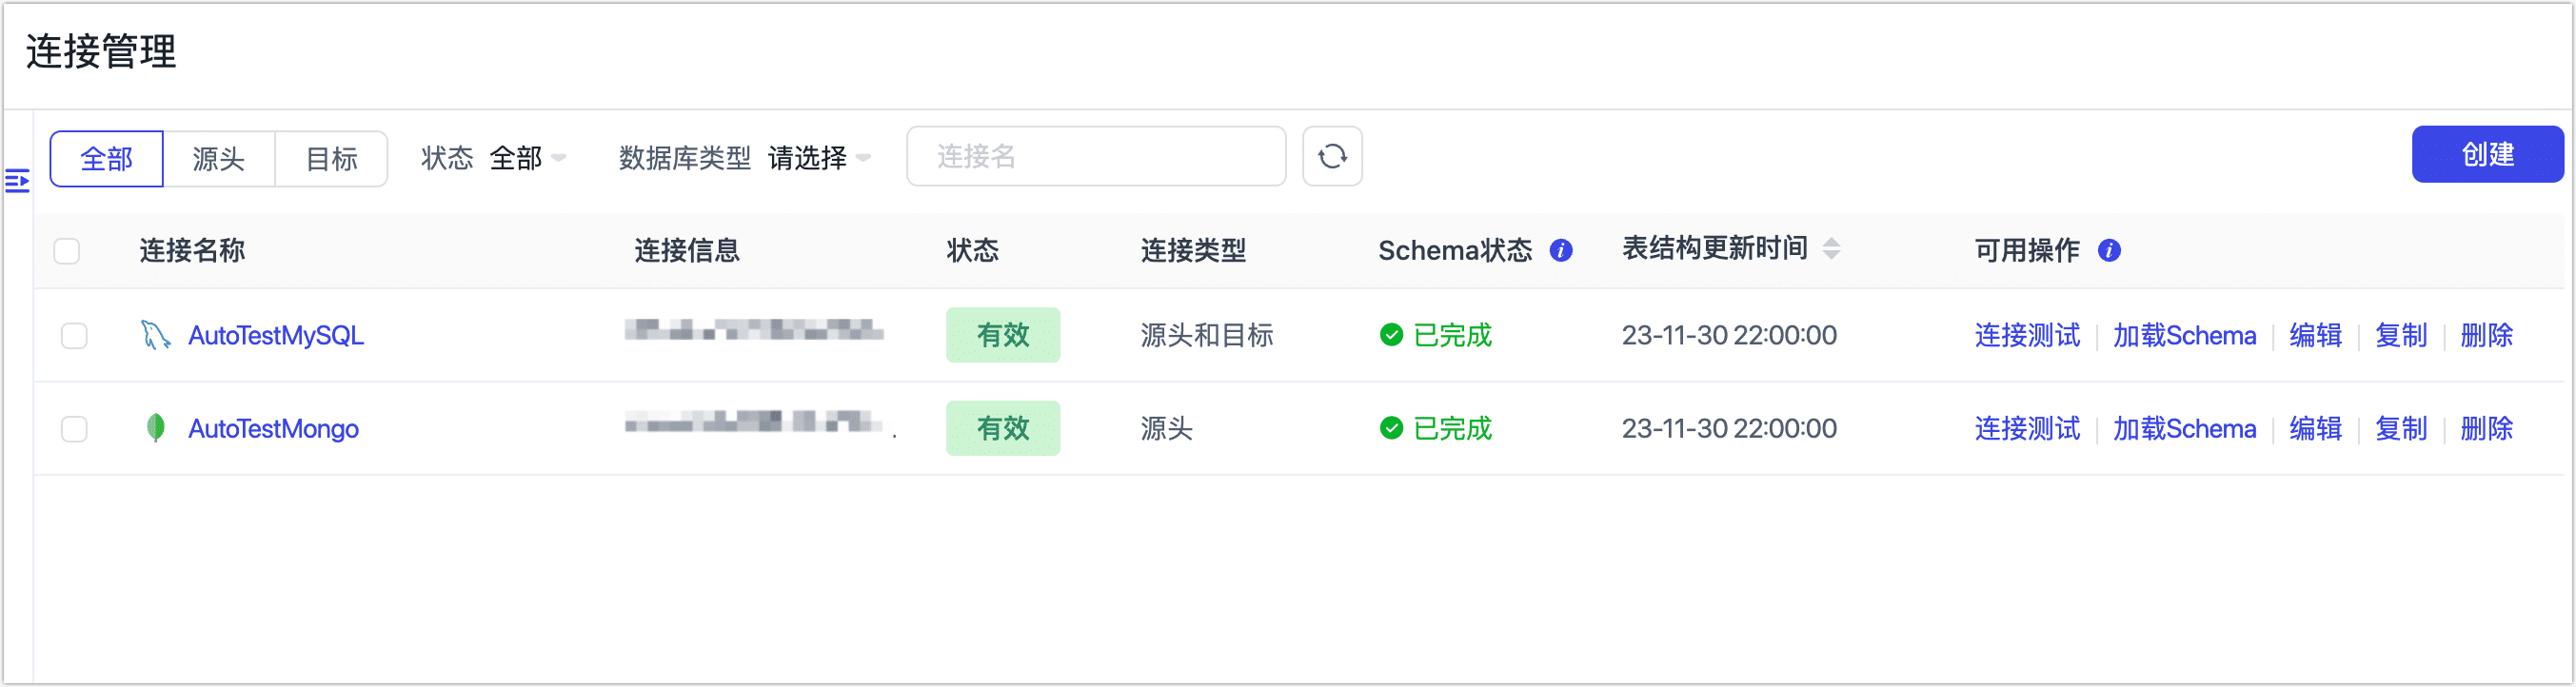 连接管理
全部 源头 目标 状态 全部 数据库类型 请选择 连接名 创建
连接名称 连接信息 状态 连接类型 Schema状态 表结构更新时间 可用操作
AutoTestMySQL 有效 源头和目标 已完成 23-11-30 22:00:00 连接测试 加载Schema 编辑 复制 删除
AutoTestMongo 有效 源头 已完成 23-11-30 22:00:00 连接测试 加载Schema 编辑 复制 删除